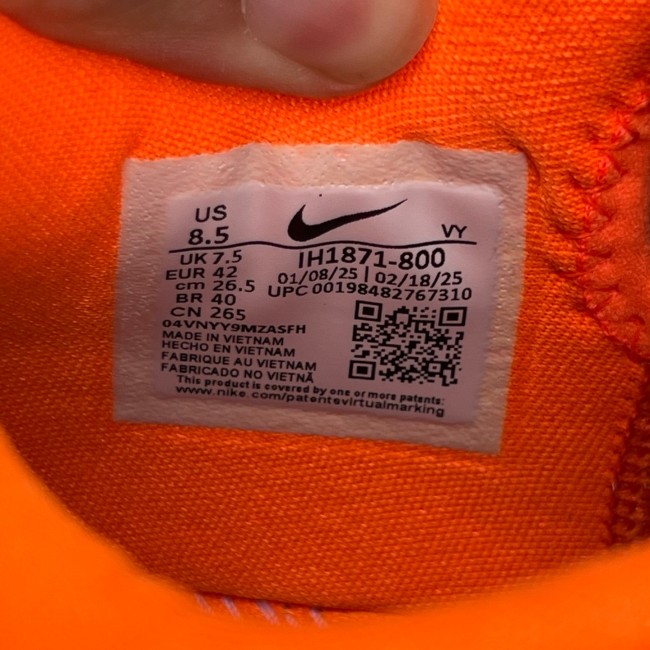 US
8.5
VY
UK 7.5
EUR 42
cm 26.5
BR 40
CN 265
IH1871-800
01/08/25 | 02/18/25
UPC 00198482767310
04VNYY9MZASFH
MADE IN VIETNAM
HECHO EN VIETNAM
FABRIQUE AU VIETNAM
FABRICADO NO VIETNÃ
This product is covered by one or more patents:
www.nike.com/patentsvirtualmarking